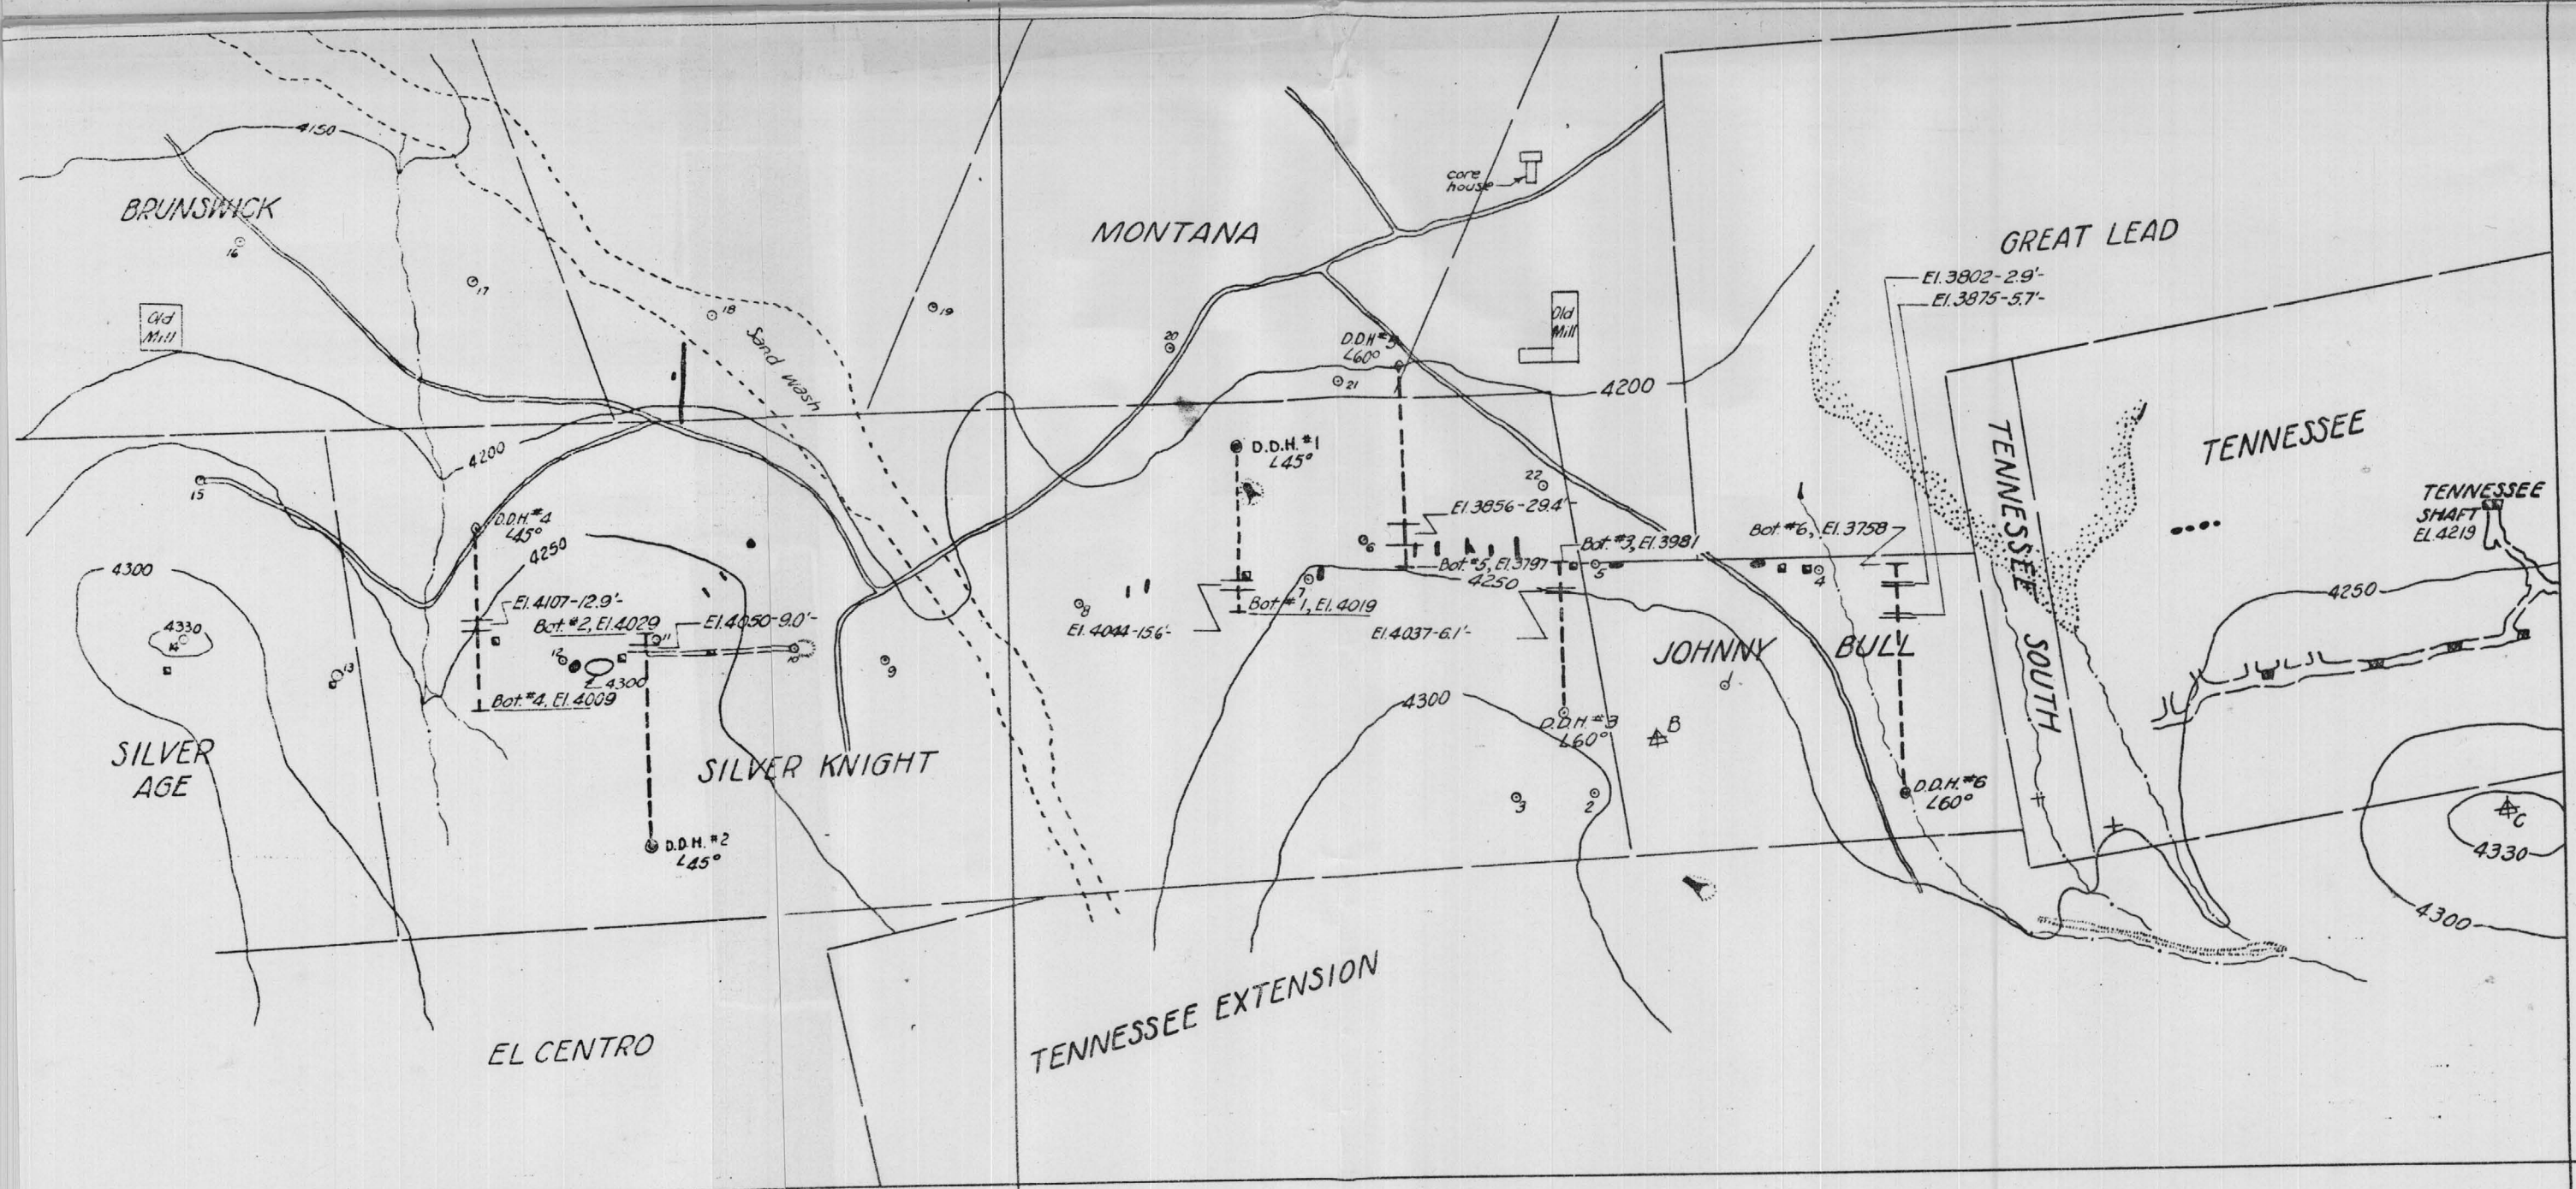 4150
BRUNSWICK
16
17
Old
Mill
18
Sand wash
19
MONTANA
20
21
core
house
Old
Mill
D.D.H. #5
∠60°
4200
GREAT LEAD
El. 3802-2.9'-
El. 3875-5.7'-
TENNESSEE
TENNESSEE SOUTH
TENNESSEE
SHAFT
El. 4219
4250
4200
15
D.D.H. #4
∠45°
4250
D.D.H. #1
∠45°
22
El. 3856-29.4'-
6
Bot. #3, El. 3981
Bot. #5, El. 3797
4250
5
Bot. #6, El. 3758
4
4300
4330
14
13
El. 4107-12.9'-
Bot. #2, El. 4029
11
El. 4050-9.0'-
12
4300
10
9
Bot. #4, El. 4009
8
7
El. 4044-15.6'-
Bot. #1, El. 4019
El. 4037-6.1'-
JOHNNY BULL
1
4300
D.D.H. #3
∠60°
B
SILVER
AGE
SILVER KNIGHT
D.D.H. #2
∠45°
3
2
D.D.H. #6
∠60°
C
4330
4300
EL CENTRO
TENNESSEE EXTENSION